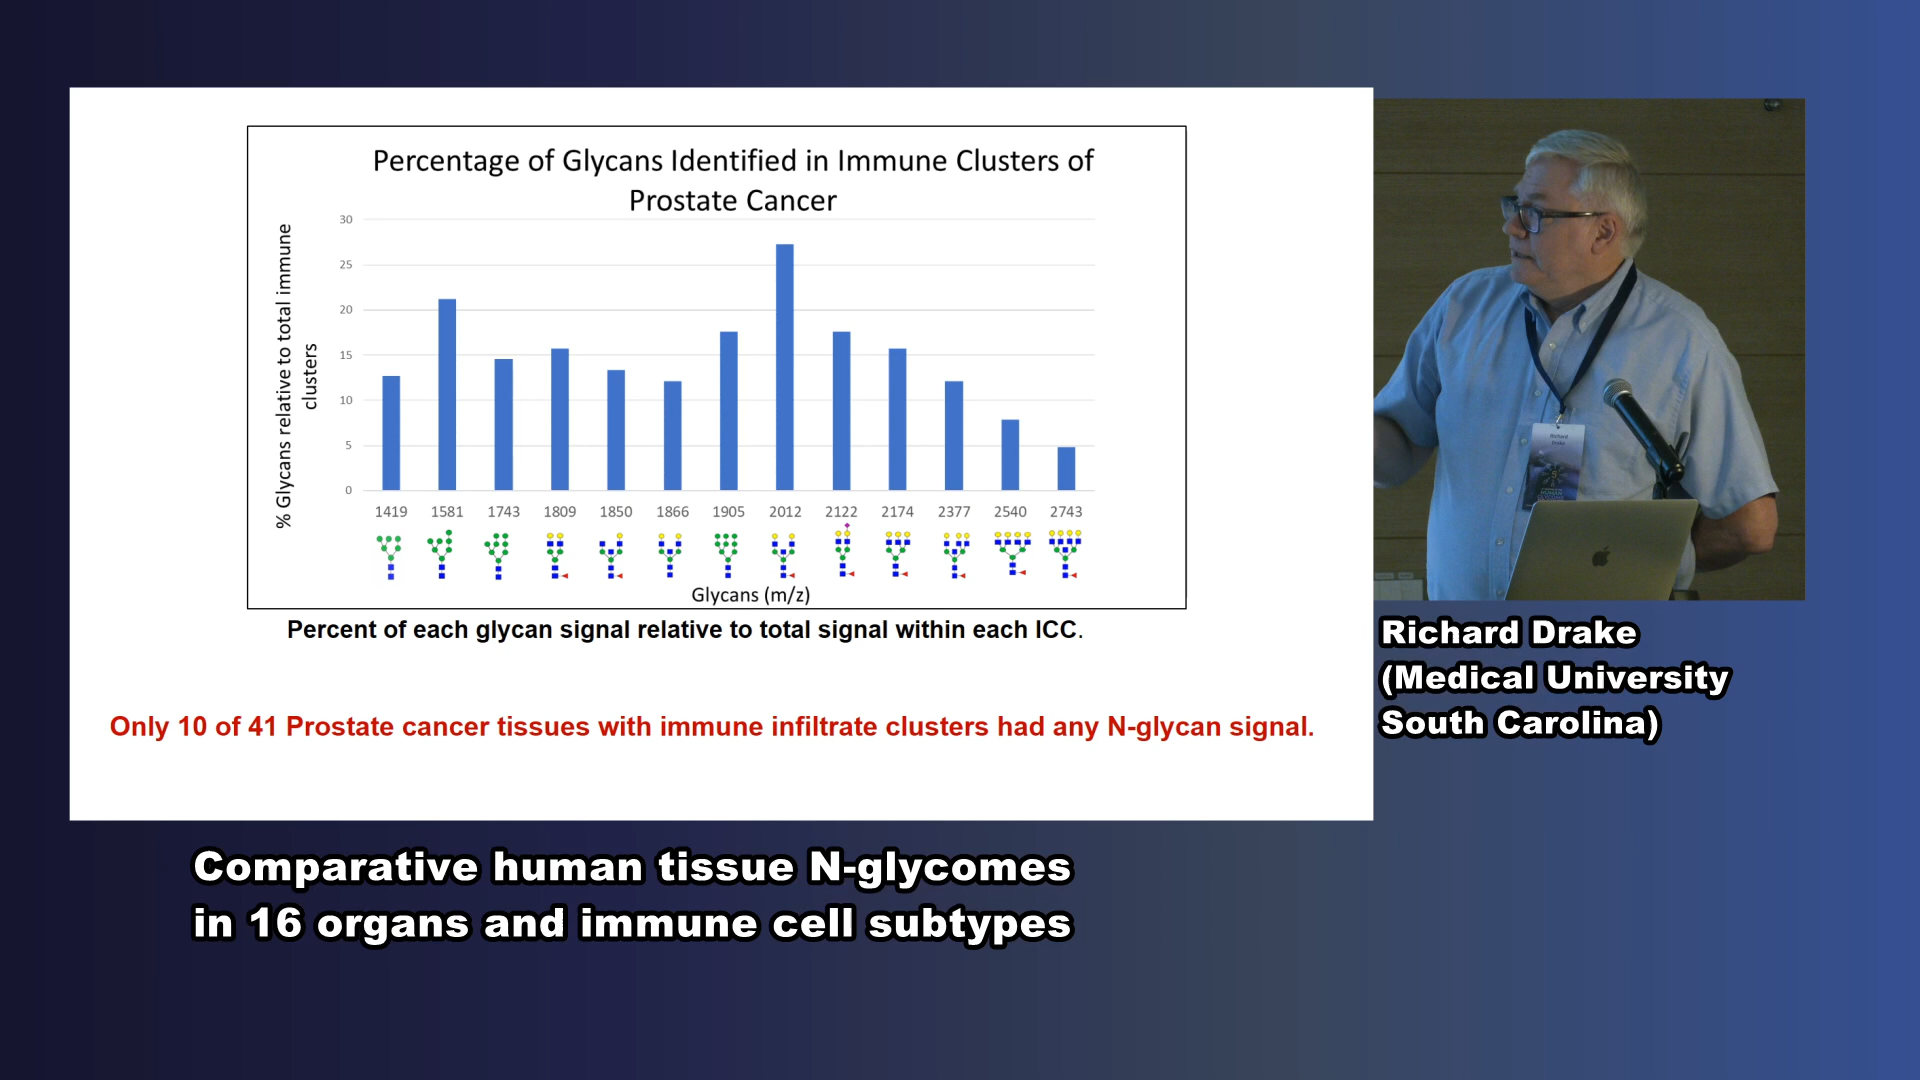 Percentage of Glycans Identified in Immune Clusters of
Prostate Cancer
% Glycans relative to total immune
clusters
30
25
20
15
10
5
0
1419 1581 1743 1809 1850 1866 1905 2012 2122 2174 2377 2540 2743
Glycans (m/z)
Percent of each glycan signal relative to total signal within each ICC.
Only 10 of 41 Prostate cancer tissues with immune infiltrate clusters had any N-glycan signal.
Richard
Drake
Richard Drake
(Medical University
South Carolina)
Comparative human tissue N-glycomes
in 16 organs and immune cell subtypes